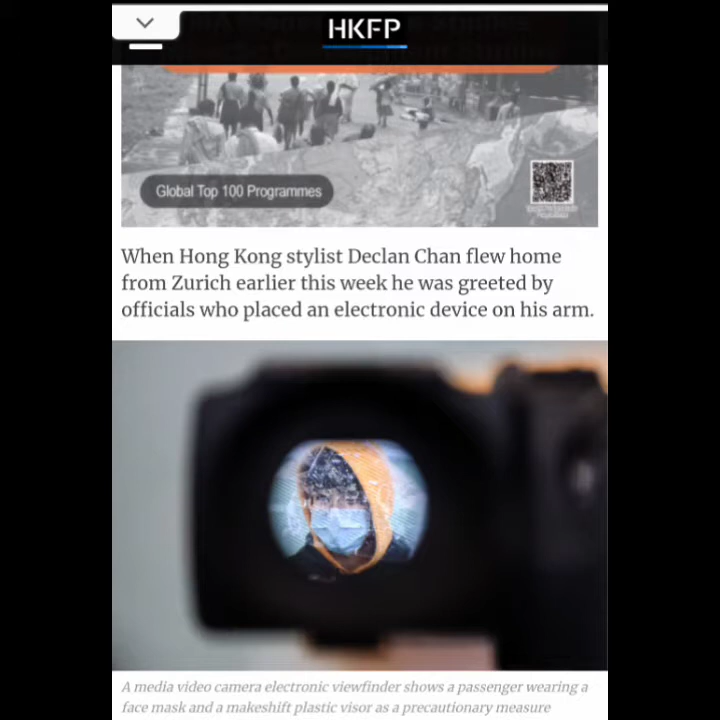 HKFP
Global Top 100 Programmes
When Hong Kong stylist Declan Chan flew home
from Zurich earlier this week he was greeted by
officials who placed an electronic device on his arm.
A media video camera electronic viewfinder shows a passenger wearing a
face mask and a makeshift plastic visor as a precautionary measure